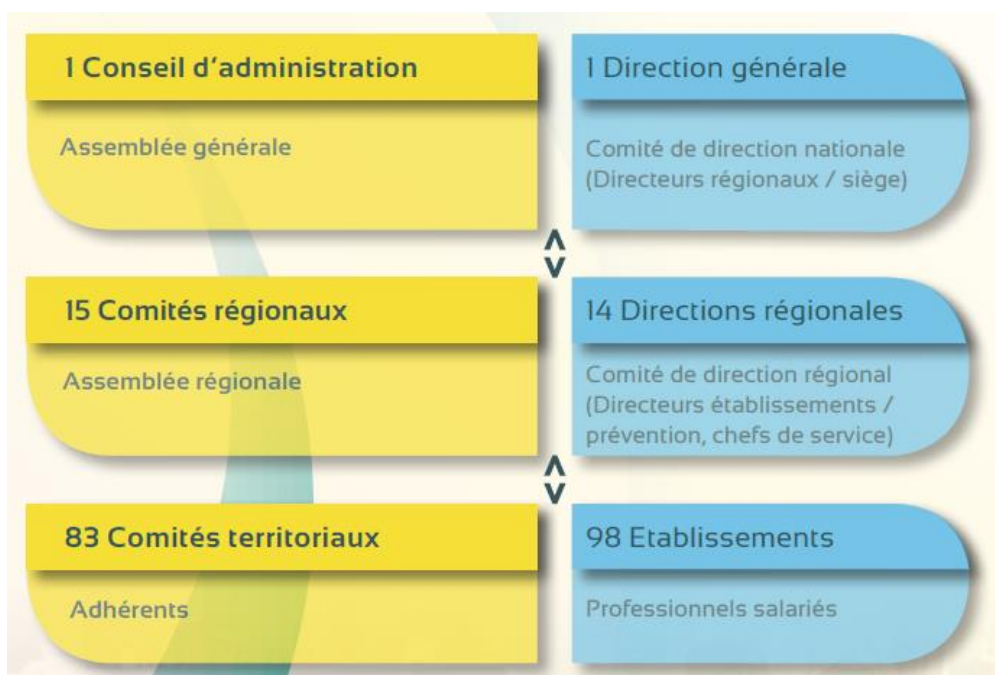 1 Conseil d'administration
Assemblée générale
1 Direction générale
Comité de direction nationale
(Directeurs régionaux / siège)
15 Comités régionaux
Assemblée régionale
14 Directions régionales
Comité de direction régional
(Directeurs établissements /
prévention, chefs de service)
83 Comités territoriaux
Adhérents
98 Etablissements
Professionnels salariés